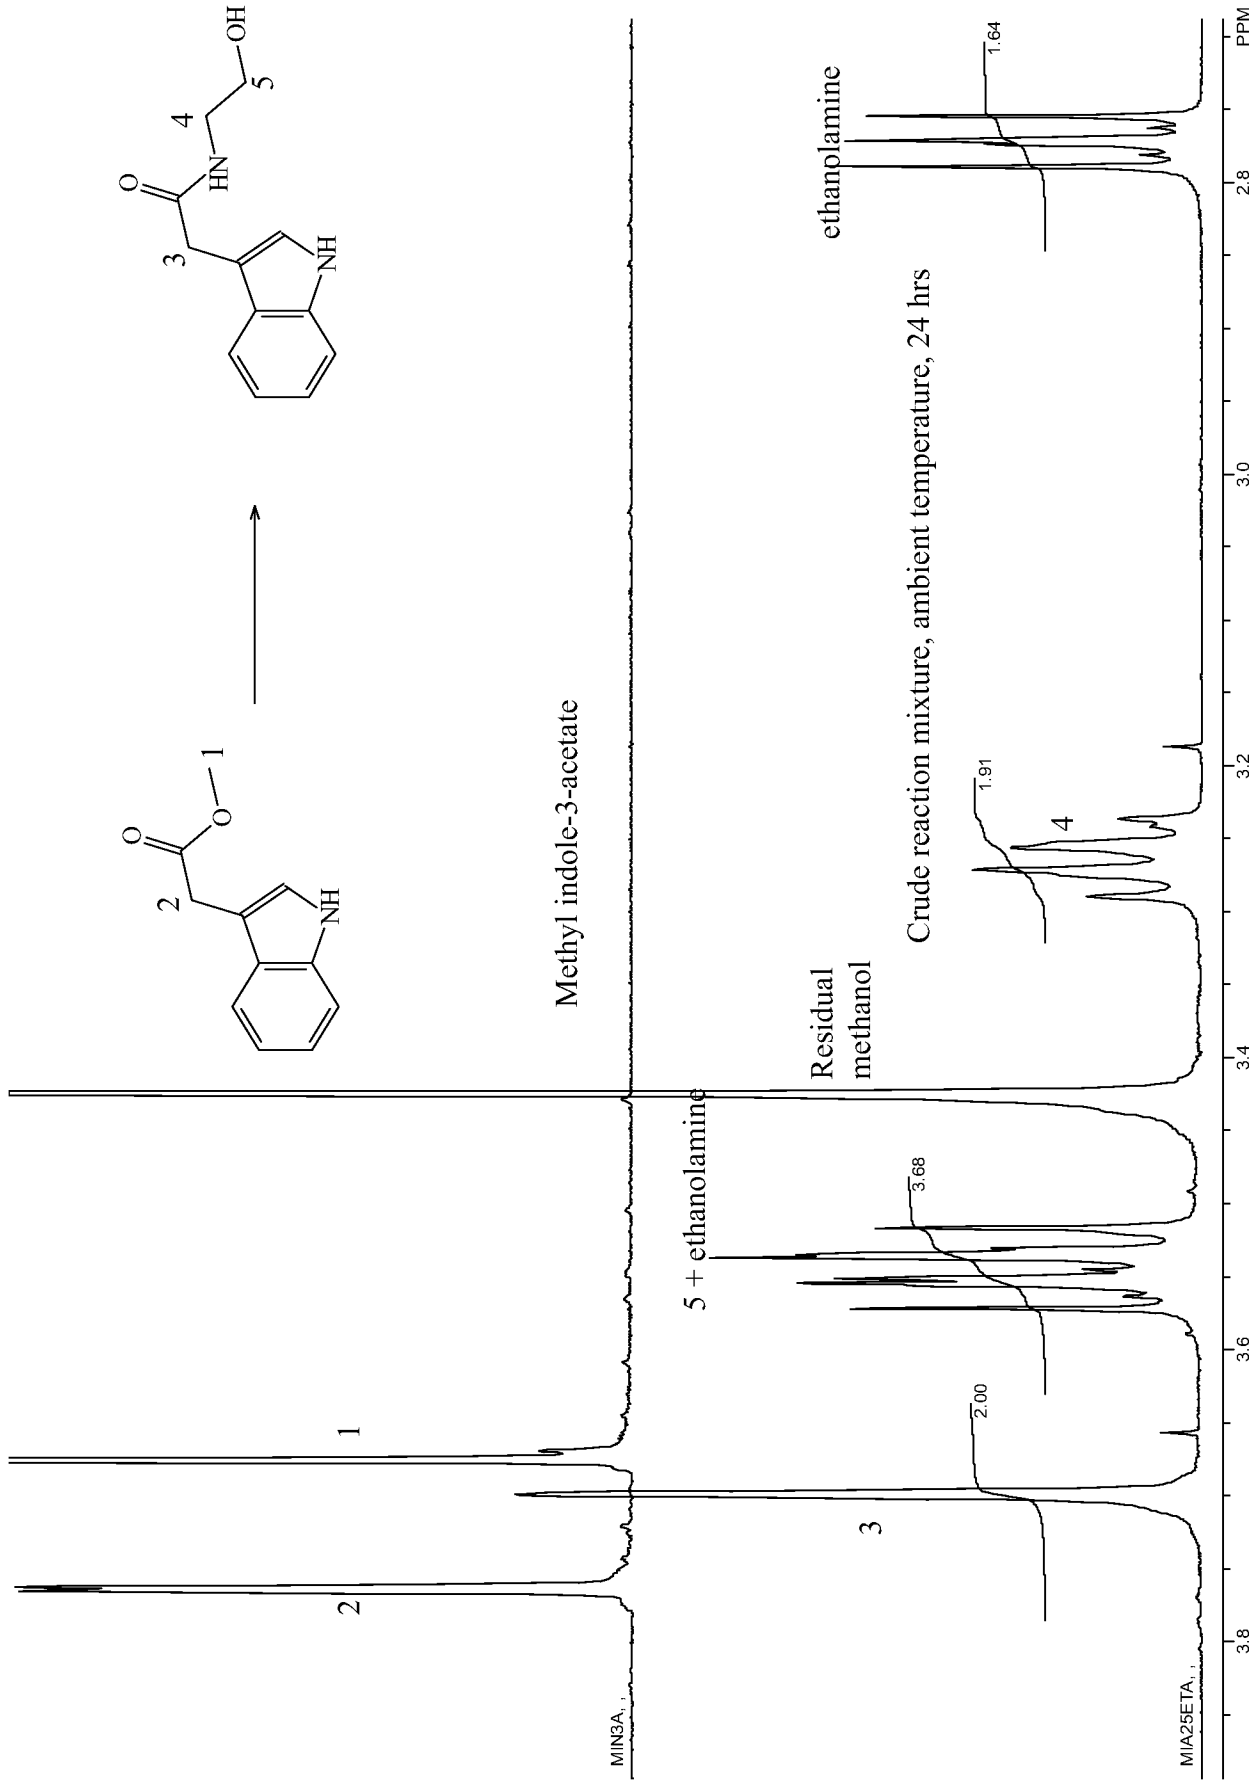 O
O
1
2
NH
O
HN
4
5
OH
3
NH
2
1
Methyl indole-3-acetate
MIN3A, ,
5 + ethanolamine
Residual
methanol
ethanolamine
Crude reaction mixture, ambient temperature, 24 hrs
3
4
2.00
3.68
1.91
1.64
MIA25ETA, ,
3.8
3.6
3.4
3.2
3.0
2.8
PPM